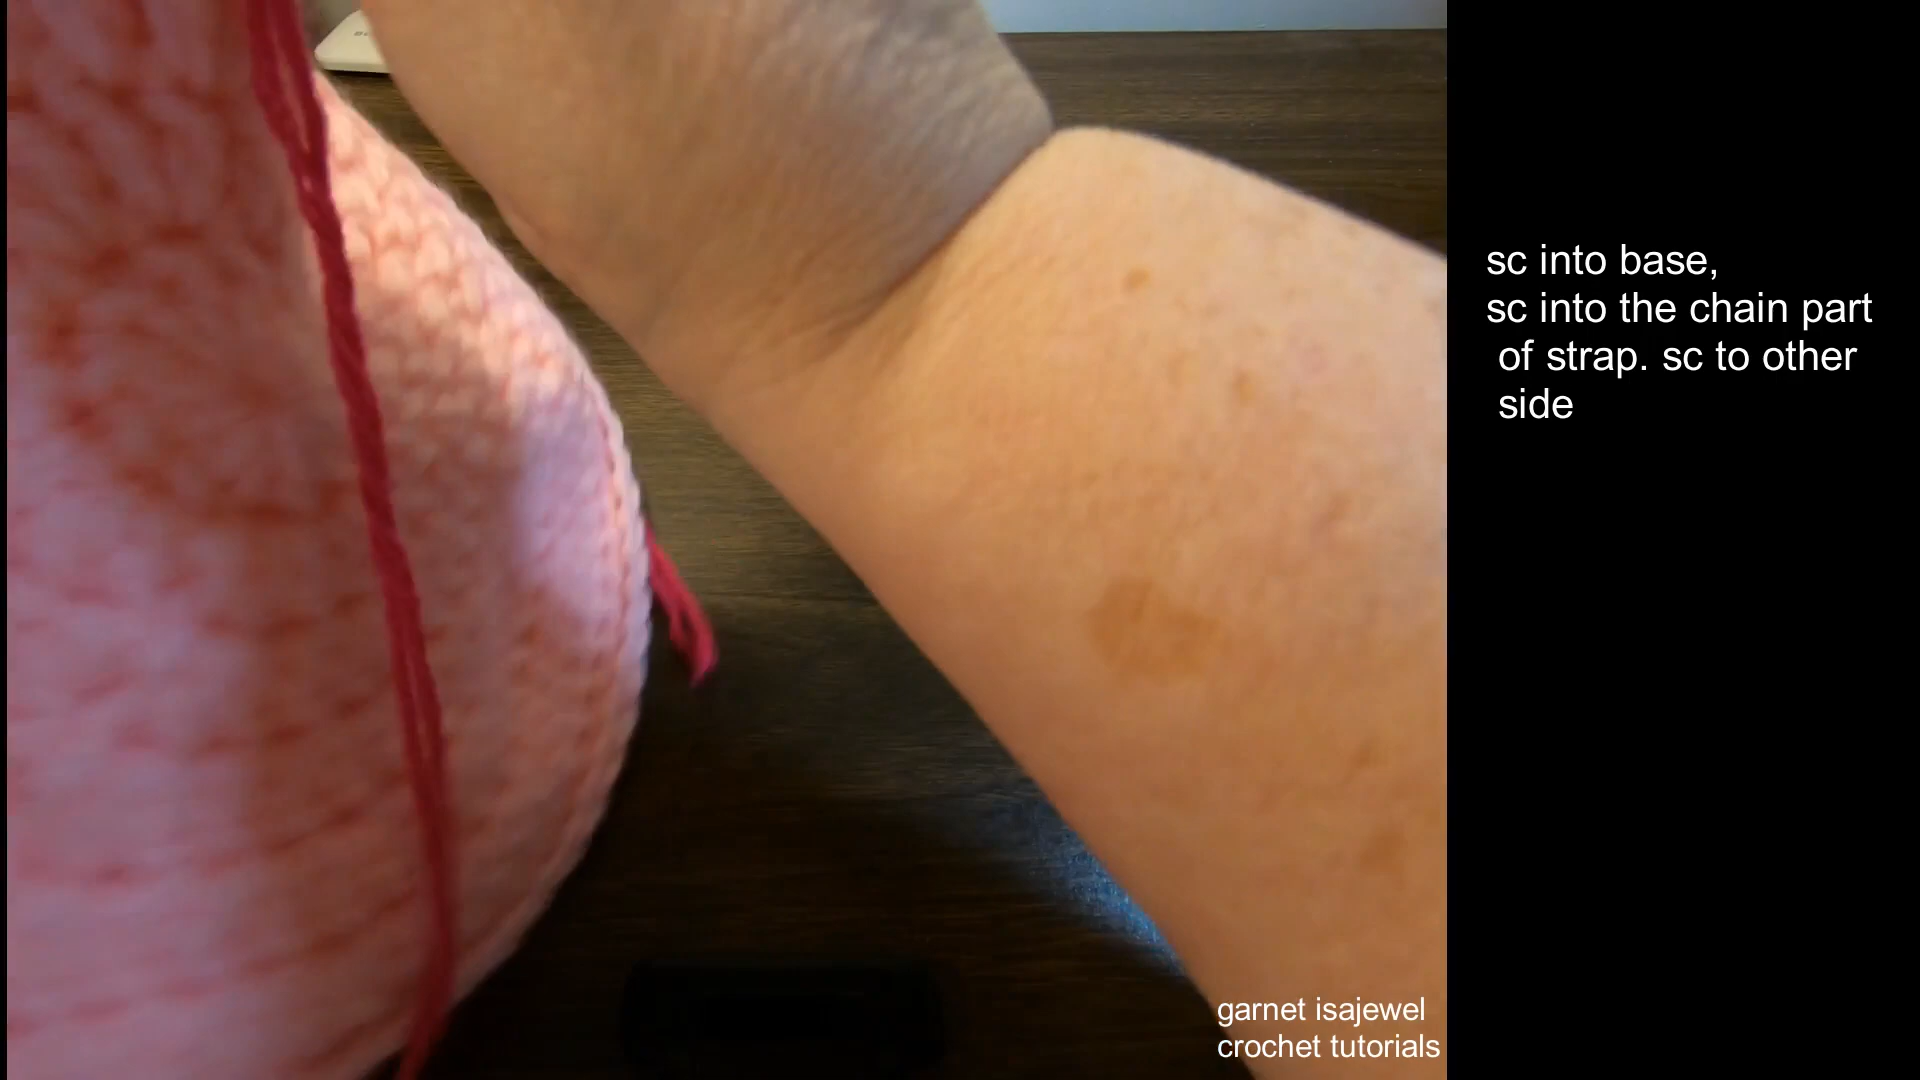 sc into base,
sc into the chain part
of strap. sc to other
side
garnet isajewel
crochet tutorials